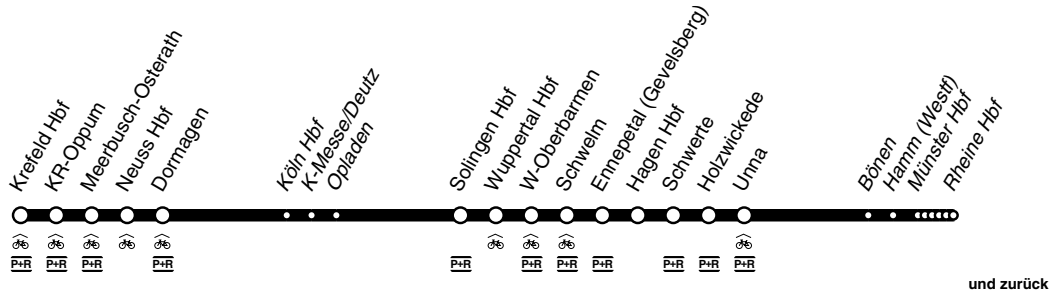 Krefeld Hbf
KR-Oppum
Meerbusch-Osterath
Neuss Hbf
Dormagen
Köln Hbf
K-Messe/Deutz
Opladen
Solingen Hbf
Wuppertal Hbf
W-Oberbarmen
Schwelm
Ennepetal (Gevelsberg)
Hagen Hbf
Schwerte
Holzwickede
Unna
Bönen
Hamm (Westf)
Münster Hbf
Rheine Hbf
P+R P+R P+R P+R P+R P+R P+R P+R P+R P+R P+R
und zurück